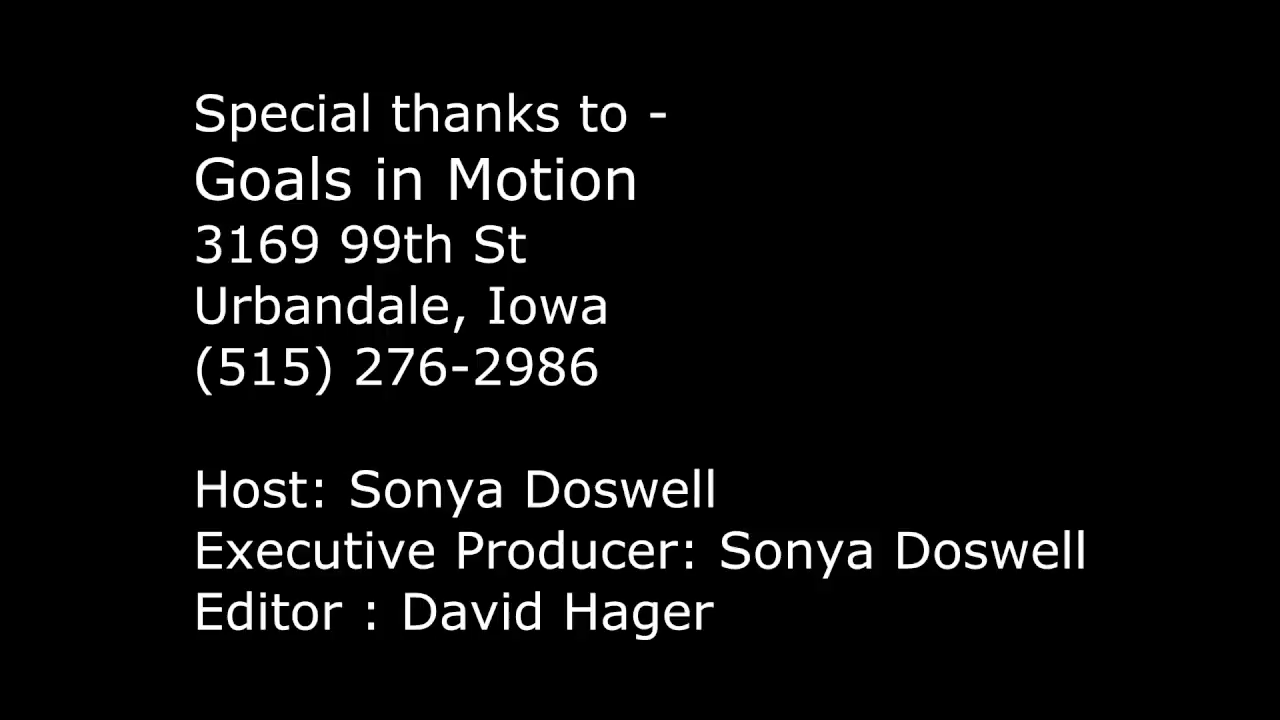 Special thanks to -
Goals in Motion
3169 99th St
Urbandale, Iowa
(515) 276-2986
Host: Sonya Doswell
Executive Producer: Sonya Doswell
Editor : David Hager